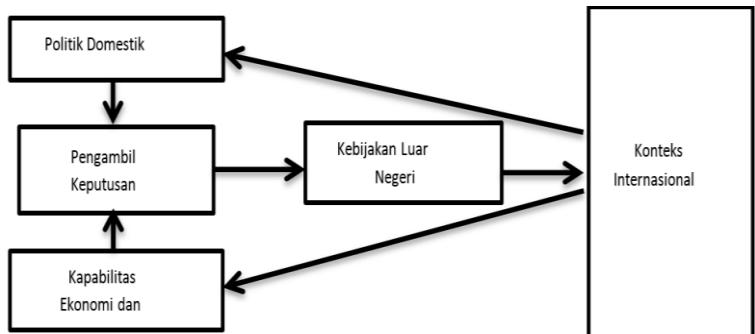 Politik Domestik
Pengambil
Keputusan
Kebijakan Luar
Negeri
Konteks
Internasional
Kapabilitas
Ekonomi dan